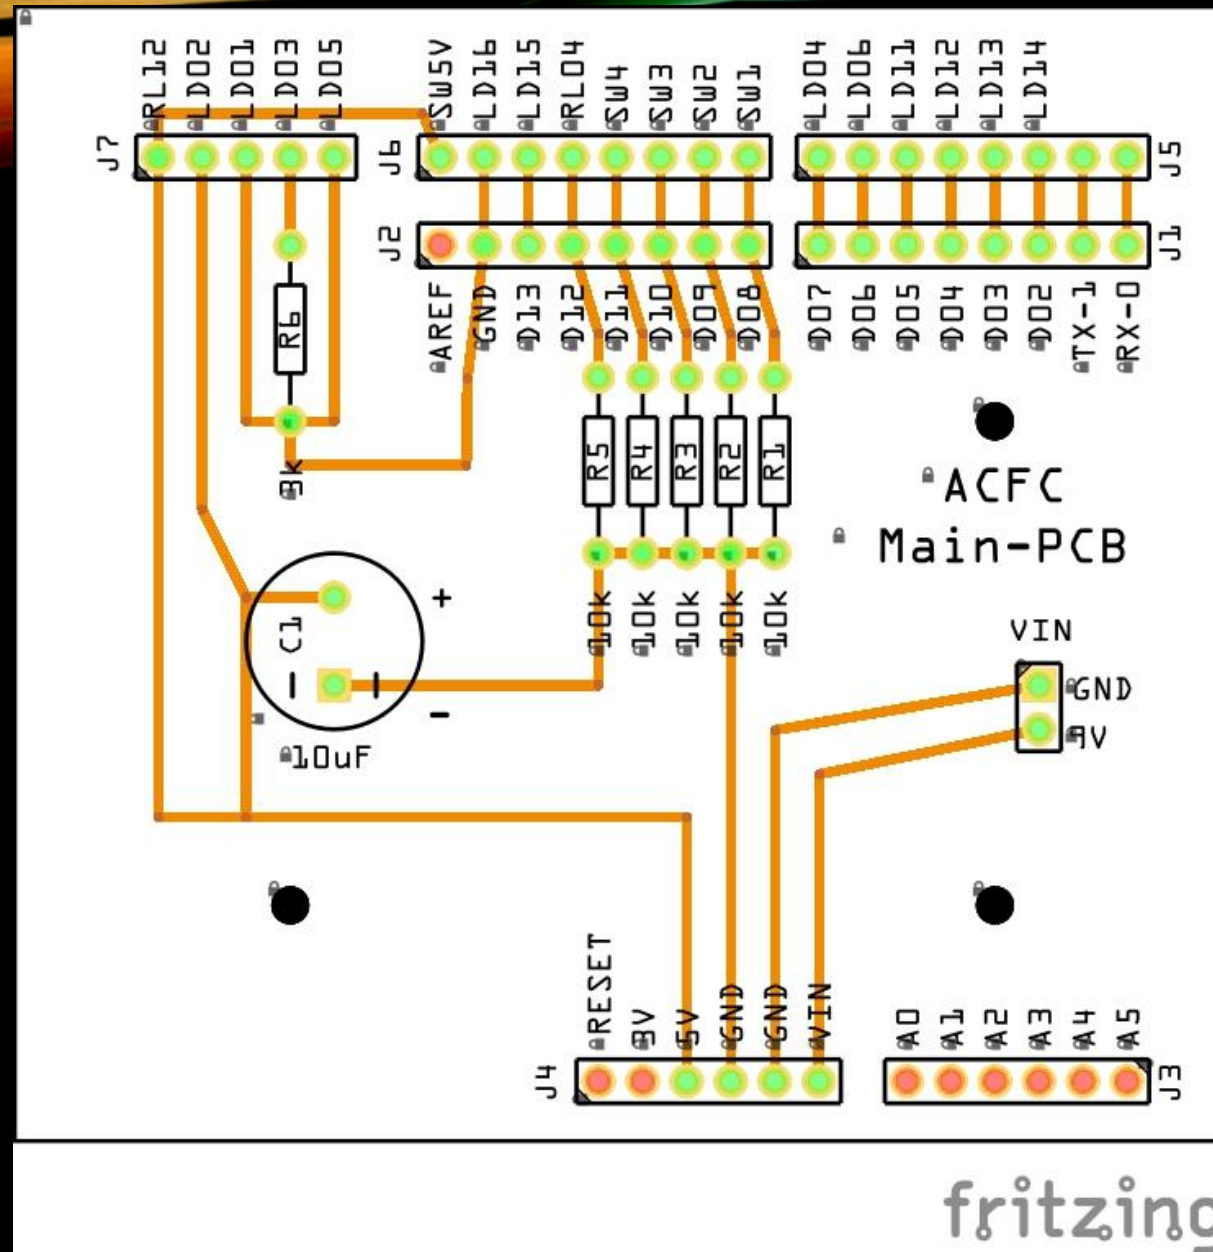 RL12 LD02 LD01 LD03 LD05 SW5V LD16 LD15 RL04 SW4 SW3 SW2 SW1 LD04 LD06 LD11 LD12 LD13 LD14
J7 J6 J5
J2 J1
AREF GND D13 D12 D11 D10 D09 D08 D07 D06 D05 D04 D03 D02 TX-1 RX-0
R6
R5 R4 R3 R2 R1
3k
ACFC
Main-PCB
+
C1
10k 10k 10k 10k 10k
VIN
GND
-
9V
10uF
RESET 3V 5V GND GND VIN A0 A1 A2 A3 A4 A5
J4 J3
fritzing